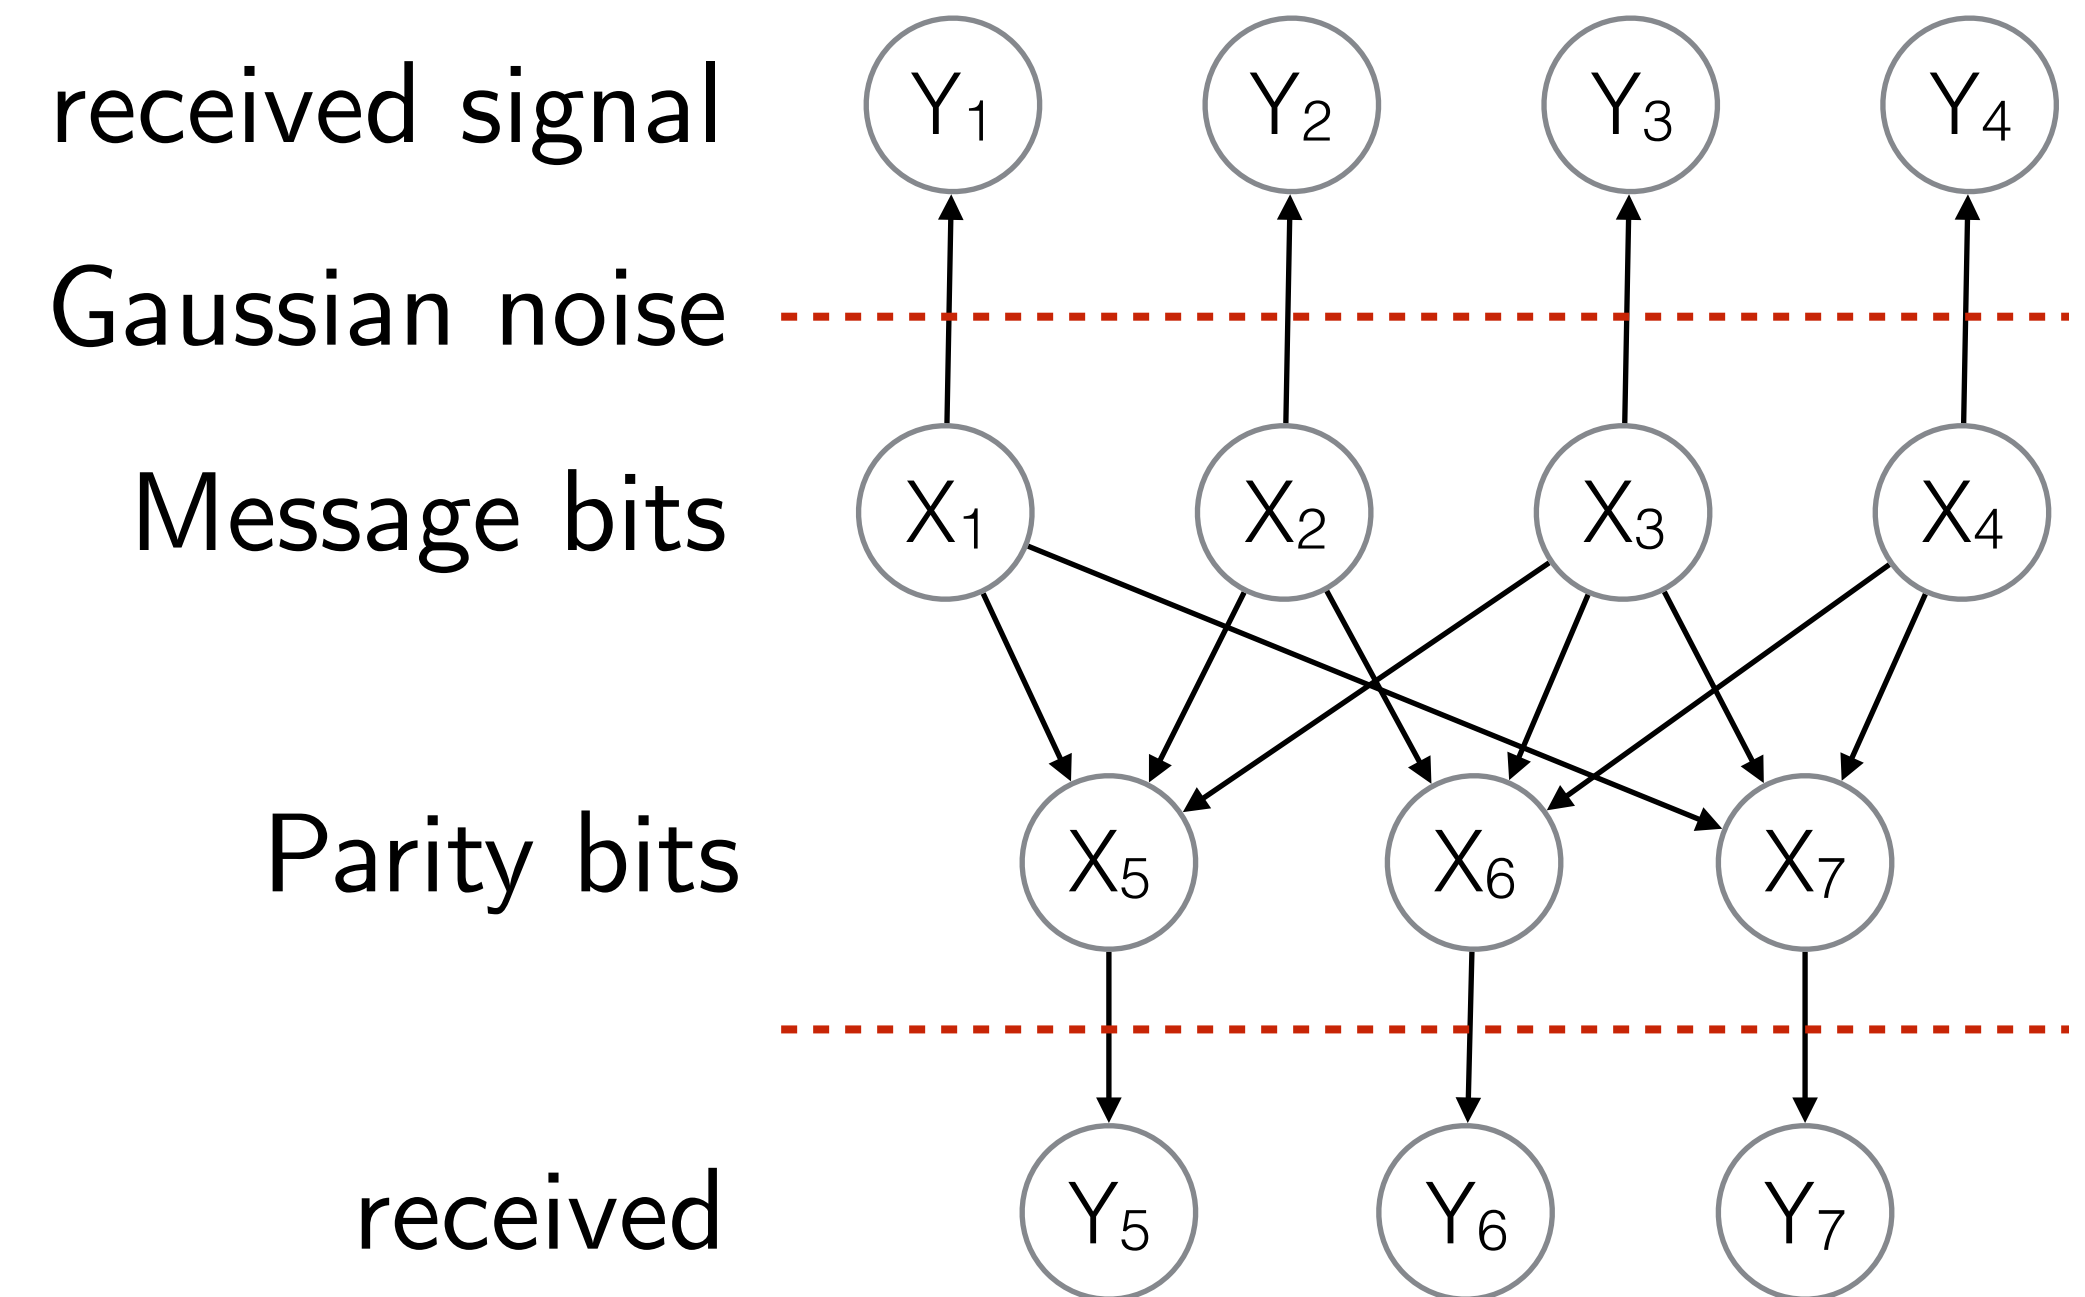 received signal Y1 Y2 Y3 Y4
Gaussian noise
Message bits X1 X2 X3 X4
Parity bits X5 X6 X7
received Y5 Y6 Y7